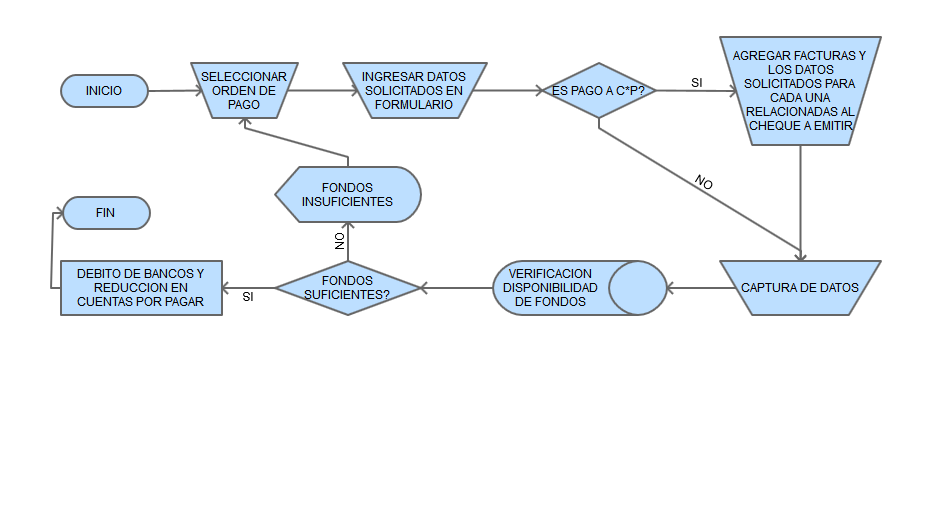 INICIO
SELECCIONAR
ORDEN DE
PAGO
INGRESAR DATOS
SOLICITADOS EN
FORMULARIO
ES PAGO A C*P?
SI
AGREGAR FACTURAS Y
LOS DATOS
SOLICITADOS PARA
CADA UNA
RELACIONADAS AL
CHEQUE A EMITIR
NO
FONDOS
INSUFICIENTES
FIN
NO
DEBITO DE BANCOS Y
REDUCCION EN
CUENTAS POR PAGAR
SI
FONDOS
SUFICIENTES?
VERIFICACION
DISPONIBILIDAD
DE FONDOS
CAPTURA DE DATOS